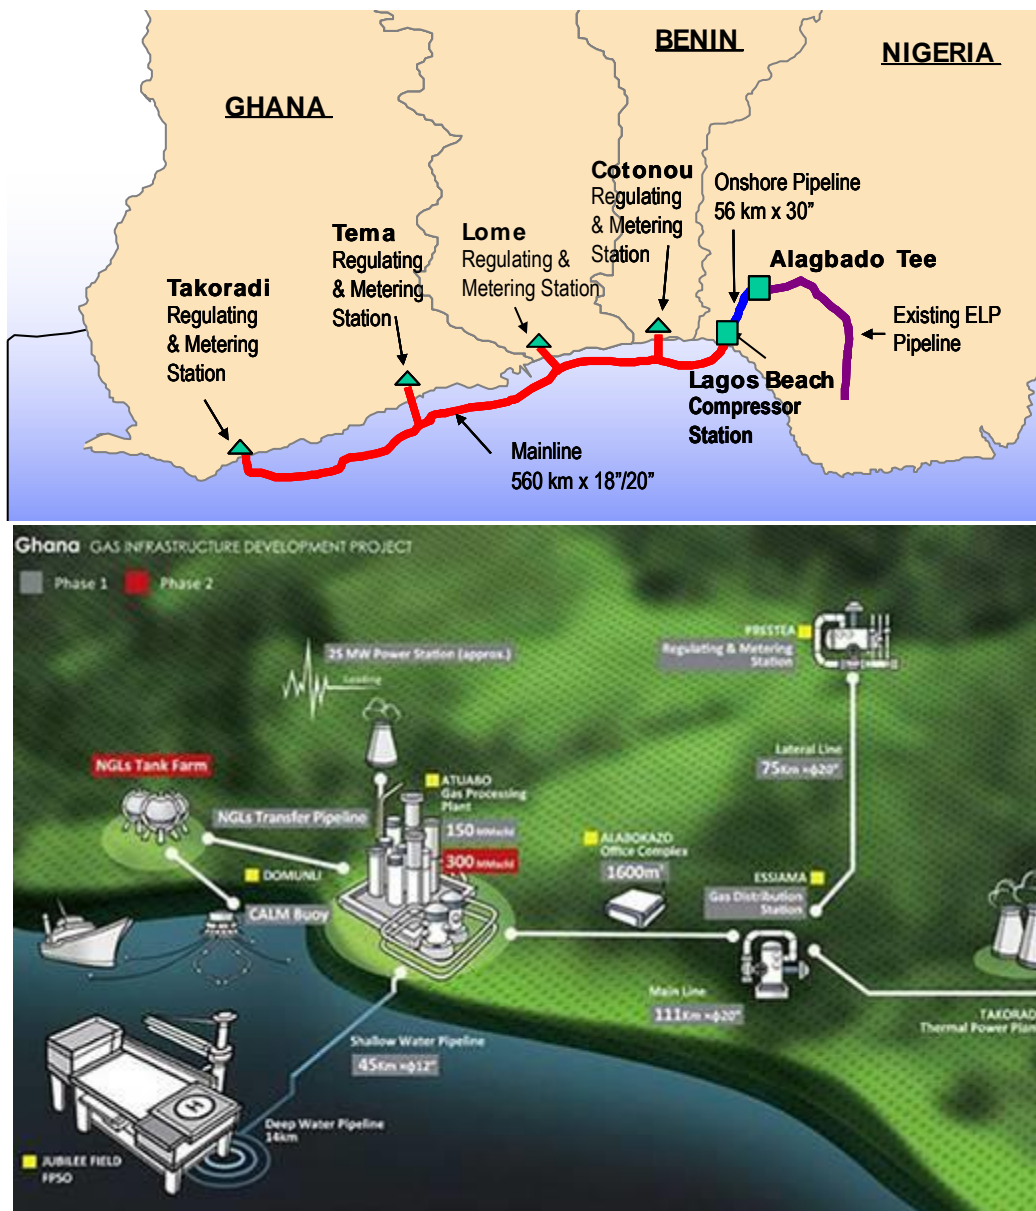 BENIN
NIGERIA
GHANA
Cotonou
Regulating
& Metering
Station
Onshore Pipeline
56 km x 30”
Tema
Regulating
& Metering
Station
Lome
Regulating &
Metering Station
Alagbado Tee
Takoradi
Regulating
& Metering
Station
Existing ELP
Pipeline
Lagos Beach
Compressor
Station
Mainline
560 km x 18”/20”
Ghana GAS INFRASTRUCTURE DEVELOPMENT PROJECT
Phase 1
Phase 2
PRESTEA
Regulating & Metering
Station
25 MW Power Station (approx.)
Leading
Lateral Line
75Km ×φ20"
NGLs Tank Farm
ATUABO
Gas Processing
Plant
NGLs Transfer Pipeline
150 MMscfd
300 MMscfd
ALABOKAZO
Office Complex
1600m²
DOMUNLI
ESSIAMA
Gas Distribution
Station
CALM Buoy
Main Line
111Km ×φ20"
TAKORAD
Thermal Power Plan
Shallow Water Pipeline
45Km ×φ12"
Deep Water Pipeline
14km
H
JUBILEE FIELD
FPSO